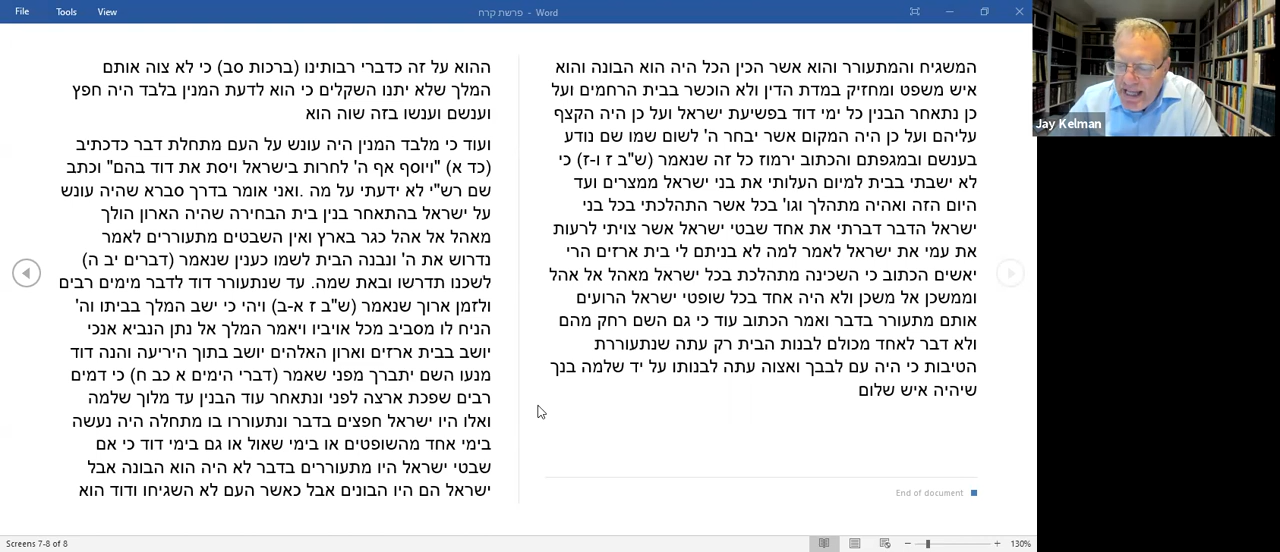 File Tools View
פרשת קרח - Word
ההוא על זה כדברי רבותינו (ברכות סב) כי לא צוה אותם
המלך שלא יתנו השקלים כי הוא לדעת המנין בלבד היה חפץ
וענשם וענשו בזה שוה הוא
ועוד כי מלבד המנין היה עונש על העם מתחלת דבר כדכתיב
(כד א) "ויוסף אף ה' לחרות בישראל ויסת את דוד בהם" וכתב
שם רש"י לא ידעתי על מה .ואני אומר בדרך סברא שהיה עונש
על ישראל בהתאחר בנין בית הבחירה שהיה הארון הולך
מאהל אל אהל כגר בארץ ואין השבטים מתעוררים לאמר
נדרוש את ה' ונבנה הבית לשמו כענין שנאמר (דברים יב ה)
לשכנו תדרשו ובאת שמה. עד שנתעורר דוד לדבר מימים רבים
ולזמן ארוך שנאמר (ש"ב ז א-ב) ויהי כי ישב המלך בביתו וה'
הניח לו מסביב מכל אויביו ויאמר המלך אל נתן הנביא אנכי
יושב בבית ארזים וארון האלהים יושב בתוך היריעה והנה דוד
מנעו השם יתברך מפני שאמר (דברי הימים א כב ח) כי דמים
רבים שפכת ארצה לפני ונתאחר עוד הבנין עד מלוך שלמה
ואלו היו ישראל חפצים בדבר ונתעוררו בו מתחלה היה נעשה
בימי אחד מהשופטים או בימי שאול או גם בימי דוד כי אם
שבטי ישראל היו מתעוררים בדבר לא היה הוא הבונה אבל
ישראל הם היו הבונים אבל כאשר העם לא השגיחו ודוד הוא
המשגיח והמתעורר והוא אשר הכין הכל היה הוא הבונה והוא
איש משפט ומחזיק במדת הדין ולא הוכשר בבית הרחמים ועל
כן נתאחר הבנין כל ימי דוד בפשיעת ישראל ועל כן היה הקצף
עליהם ועל כן היה המקום אשר יבחר ה' לשום שמו שם נודע
בענשם ובמגפתם והכתוב ירמוז כל זה שנאמר (ש"ב ז ו-ז) כי
לא ישבתי בבית למיום העלותי את בני ישראל ממצרים ועד
היום הזה ואהיה מתהלך וגו' בכל אשר התהלכתי בכל בני
ישראל הדבר דברתי את אחד שבטי ישראל אשר צויתי לרעות
את עמי את ישראל לאמר למה לא בניתם לי בית ארזים הרי
יאשים הכתוב כי השכינה מתהלכת בכל ישראל מאהל אל אהל
וממשכן אל משכן ולא היה אחד בכל שופטי ישראל הרועים
אותם מתעורר בדבר ואמר הכתוב עוד כי גם השם רחק מהם
ולא דבר לאחד מכולם לבנות הבית רק עתה שנתעוררת
הטיבות כי היה עם לבבך ואצוה עתה לבנותו על יד שלמה בנך
שיהיה איש שלום
End of document
Jay Kelman
Screens 7-8 of 8
130%